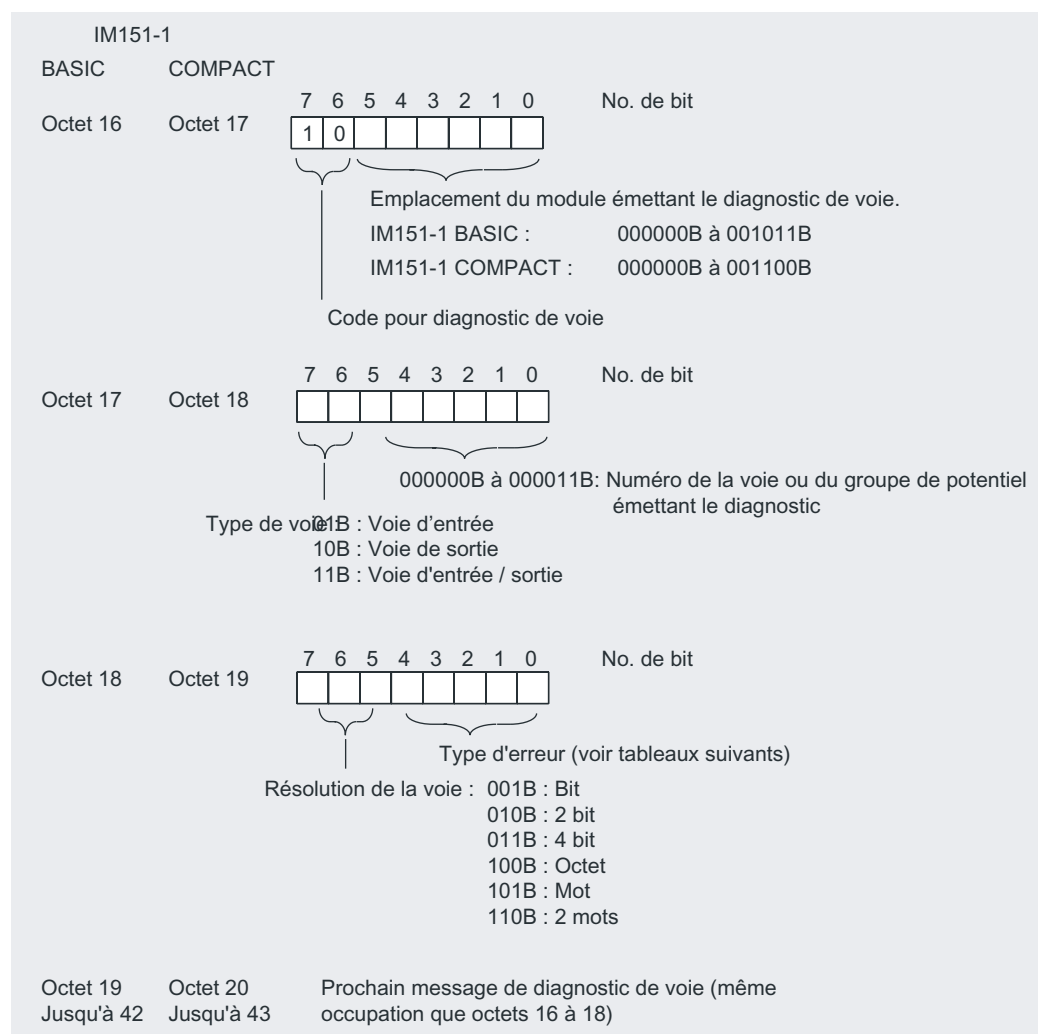 IM151-1
BASIC COMPACT
7 6 5 4 3 2 1 0 No. de bit
Octet 16 Octet 17
1 0
Emplacement du module émettant le diagnostic de voie.
IM151-1 BASIC : 000000B à 001011B
IM151-1 COMPACT : 000000B à 001100B
Code pour diagnostic de voie
7 6 5 4 3 2 1 0 No. de bit
Octet 17 Octet 18
000000B à 000011B: Numéro de la voie ou du groupe de potentiel
émettant le diagnostic
Type de voie : 01B : Voie d’entrée
10B : Voie de sortie
11B : Voie d'entrée / sortie
7 6 5 4 3 2 1 0 No. de bit
Octet 18 Octet 19
Type d'erreur (voir tableaux suivants)
Résolution de la voie : 001B : Bit
010B : 2 bit
011B : 4 bit
100B : Octet
101B : Mot
110B : 2 mots
Octet 19 Octet 20 Prochain message de diagnostic de voie (même
Jusqu'à 42 Jusqu'à 43 occupation que octets 16 à 18)